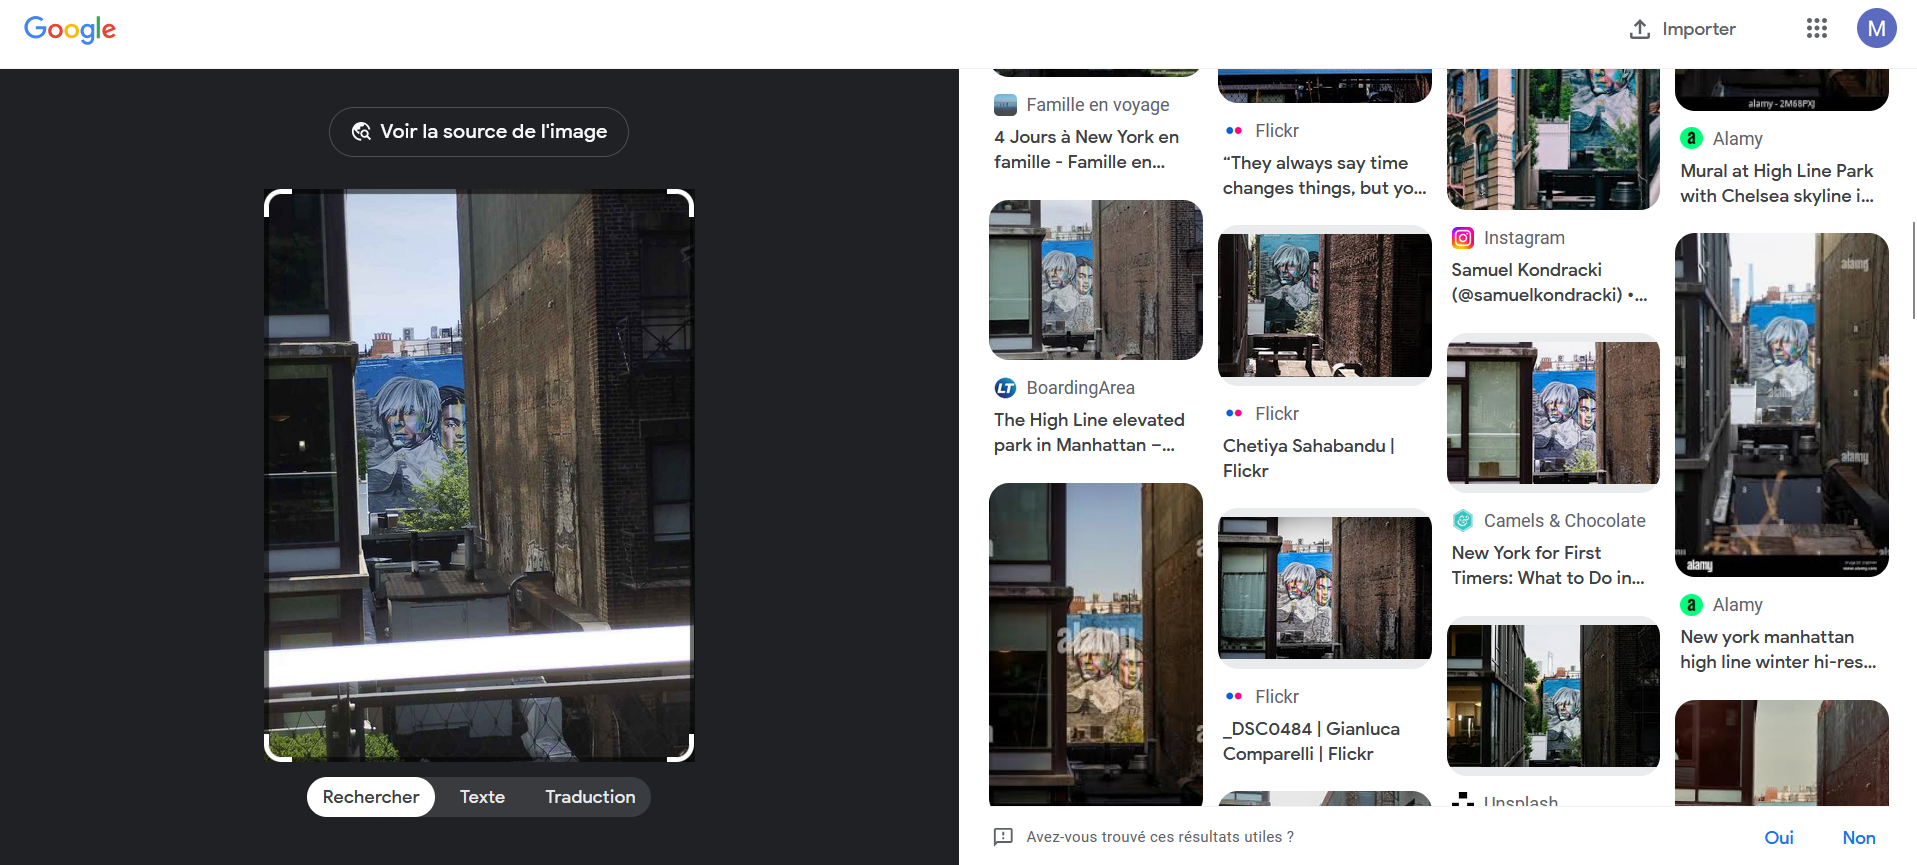 Google
Importer
M
Voir la source de l'image
Rechercher
Texte
Traduction
Famille en voyage
4 Jours à New York en
famille - Famille en...
BoardingArea
The High Line elevated
park in Manhattan –...
alamy
Flickr
“They always say time
changes things, but yo...
Flickr
Chetiya Sahabandu |
Flickr
Flickr
_DSC0484 | Gianluca
Comparelli | Flickr
Instagram
Samuel Kondracki
(@samuelkondracki) •...
Camels & Chocolate
New York for First
Timers: What to Do in...
Unsplash
alamy - 2M68PXJ
a
Alamy
Mural at High Line Park
with Chelsea skyline i...
alamy
alamy
alamy
a
Alamy
New york manhattan
high line winter hi-res...
Avez-vous trouvé ces résultats utiles ?
Oui
Non